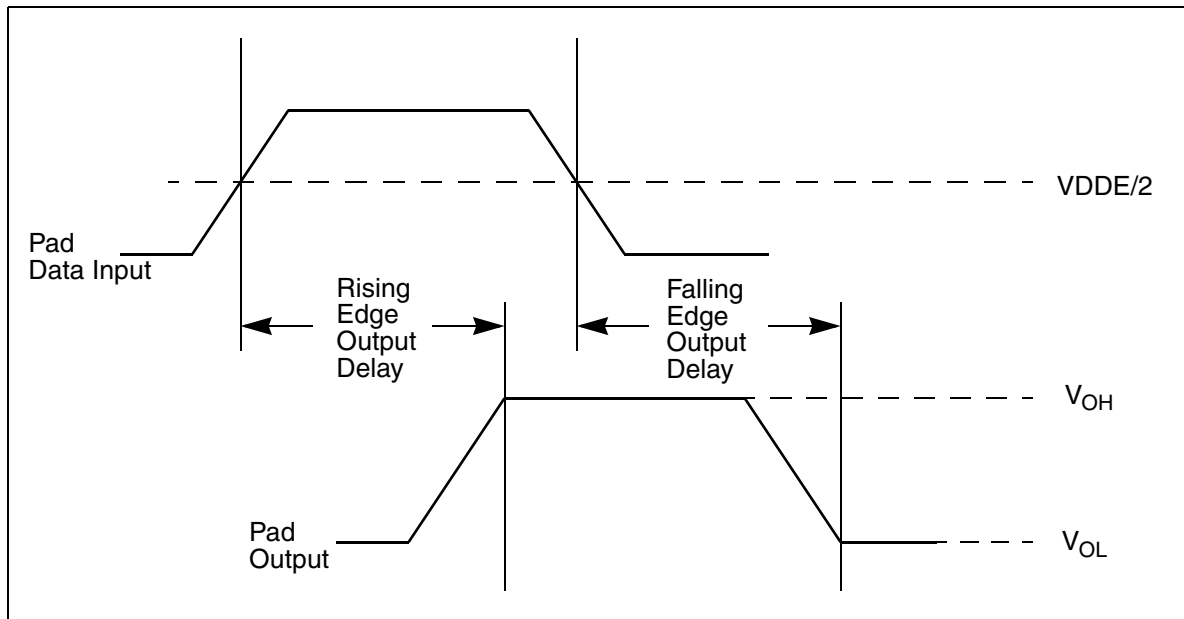 VDDE/2
Pad
Data Input
Rising
Edge
Output
Delay
Falling
Edge
Output
Delay
VOH
Pad
Output
VOL